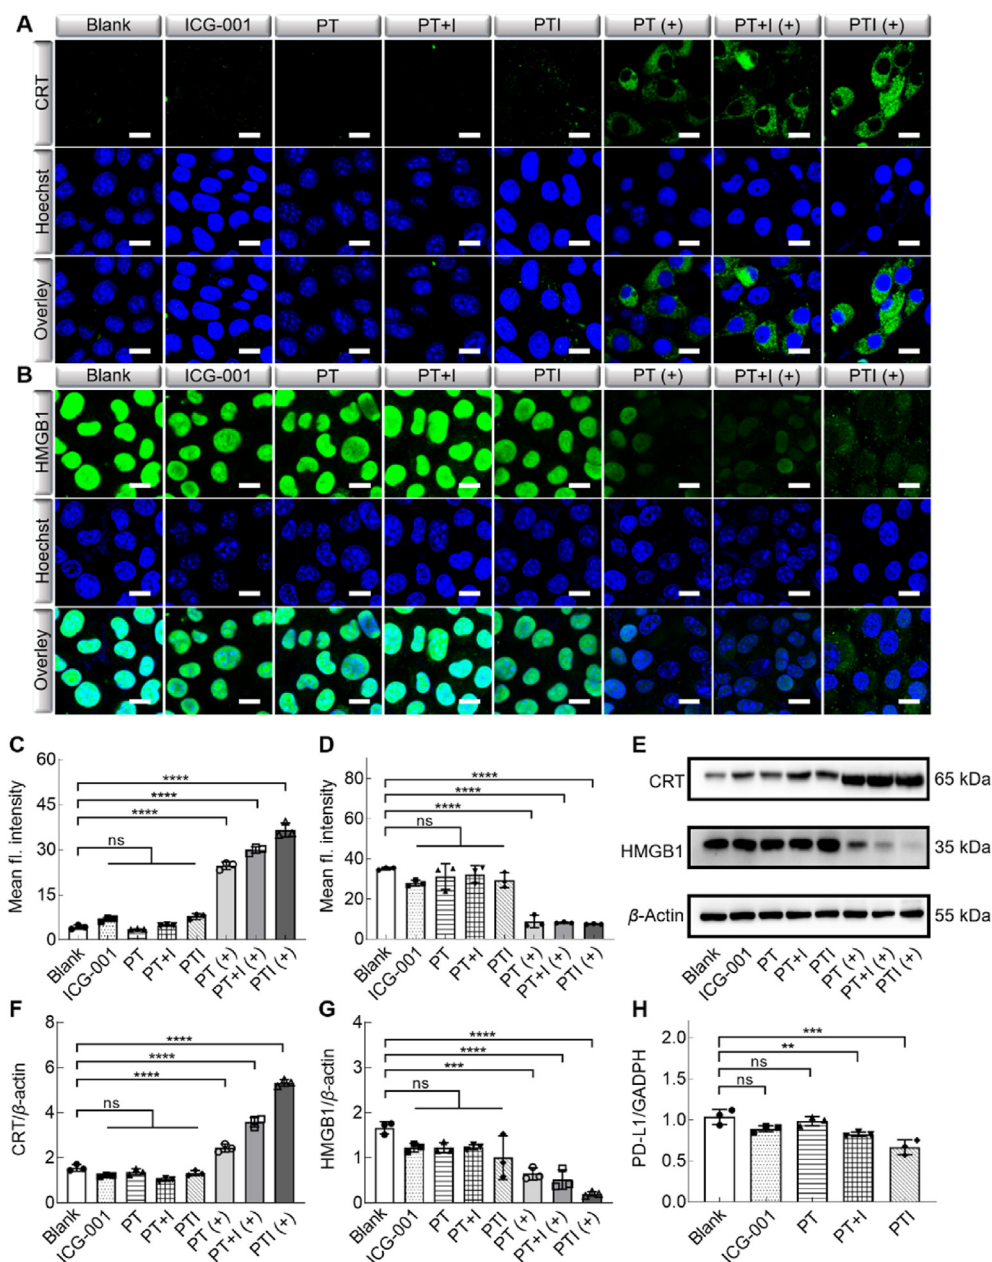 A Blank ICG-001 PT PT+I PTI PT (+) PT+I (+) PTI (+)
CRT
Hoechst
Overley
B Blank ICG-001 PT PT+I PTI PT (+) PT+I (+) PTI (+)
HMGB1
Hoechst
Overley
C
Mean fl. intensity
60
45
30
15
0
ns
****
****
****
Blank ICG-001 PT PT+I PTI PT (+) PT+I (+) PTI (+)
D
Mean fl. intensity
80
60
40
20
0
ns
****
****
****
Blank ICG-001 PT PT+I PTI PT (+) PT+I (+) PTI (+)
E
CRT 65 kDa
HMGB1 35 kDa
β-Actin 55 kDa
Blank ICG-001 PT PT+I PTI PT (+) PT+I (+) PTI (+)
F
CRT/β-actin
6
4
2
0
ns
****
****
****
Blank ICG-001 PT PT+I PTI PT (+) PT+I (+) PTI (+)
G
HMGB1/β-actin
4
3
2
1
0
ns
***
****
****
Blank ICG-001 PT PT+I PTI PT (+) PT+I (+) PTI (+)
H
PD-L1/GADPH
2.0
1.5
1.0
0.5
0.0
ns
ns
**
***
Blank ICG-001 PT PT+I PTI